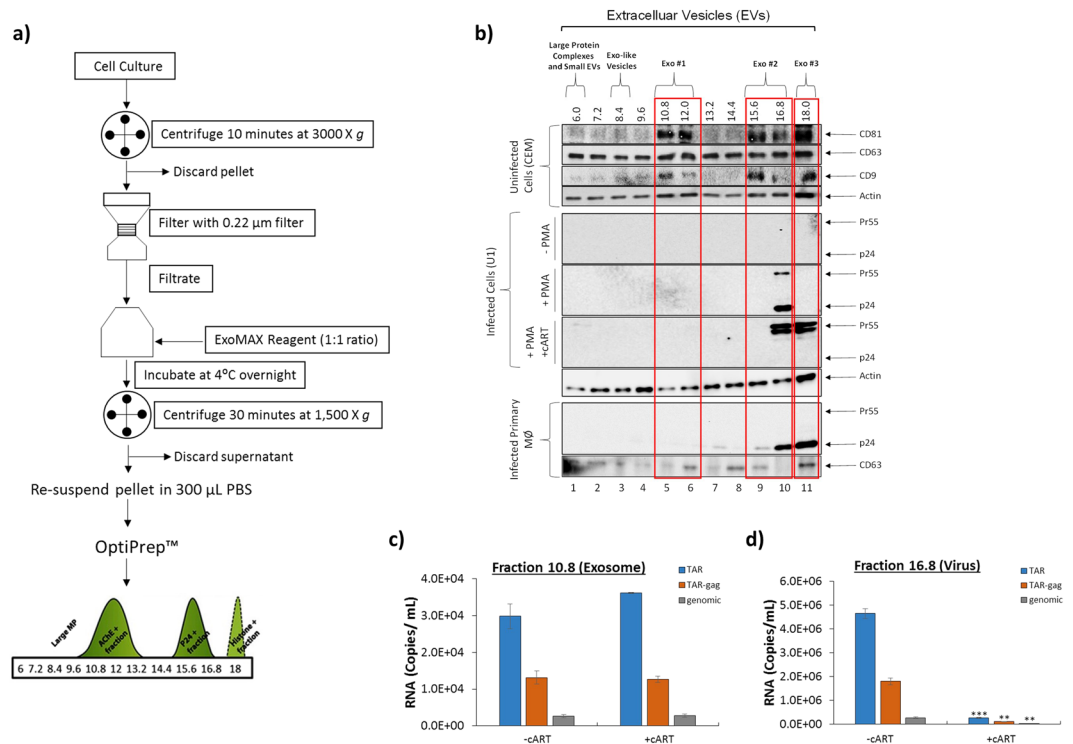 a)
Cell Culture
Centrifuge 10 minutes at 3000 X g
Discard pellet
Filter with 0.22 µm filter
Filtrate
ExoMAX Reagent (1:1 ratio)
Incubate at 4°C overnight
Centrifuge 30 minutes at 1,500 X g
Discard supernatant
Re-suspend pellet in 300 µL PBS
OptiPrep™
Large MP
AChE +
fraction
P24 +
fraction
Histone +
fraction
6 7.2 8.4 9.6 10.8 12 13.2 14.4 15.6 16.8 18
b)
Extracelluar Vesicles (EVs)
Large Protein
Complexes
and Small EVs
Exo-like
Vesicles
Exo #1
Exo #2
Exo #3
6.0 7.2 8.4 9.6 10.8 12.0 13.2 14.4 15.6 16.8 18.0
Uninfected
Cells (CEM)
CD81
CD63
CD9
Actin
Infected Cells (U1)
- PMA
Pr55
p24
+ PMA
Pr55
p24
+ PMA
+cART
Pr55
p24
Actin
Infected Primary
MØ
Pr55
p24
CD63
1 2 3 4 5 6 7 8 9 10 11
c)
Fraction 10.8 (Exosome)
TAR
TAR-gag
genomic
RNA (Copies/ mL)
4.0E+04
3.0E+04
2.0E+04
1.0E+04
0.0E+00
-cART +cART
d)
Fraction 16.8 (Virus)
TAR
TAR-gag
genomic
RNA (Copies/mL)
6.0E+06
5.0E+06
4.0E+06
3.0E+06
2.0E+06
1.0E+06
0.0E+00
*** ** **
-cART +cART